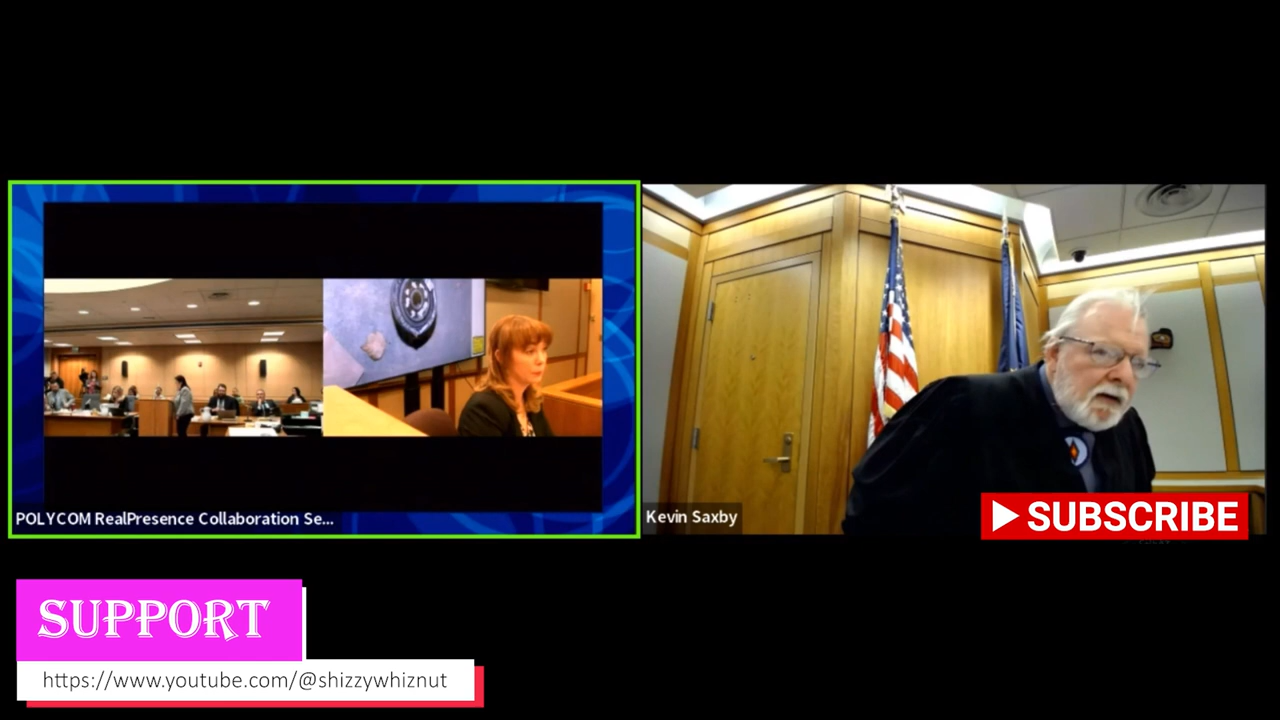 POLYCOM RealPresence Collaboration Se...
Kevin Saxby
SUBSCRIBE
SUPPORT
https://www.youtube.com/@shizzywhiznut